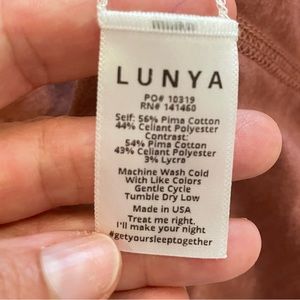 LUNYA
PO# 10319
RN# 141460
Self: 56% Pima Cotton
44% Celiant Polyester
Contrast:
54% Pima Cotton
43% Celiant Polyester
3% Lycra
Machine Wash Cold
With Like Colors
Gentle Cycle
Tumble Dry Low
Made in USA
Treat me right.
I'll make your night
#getyoursleeptogether